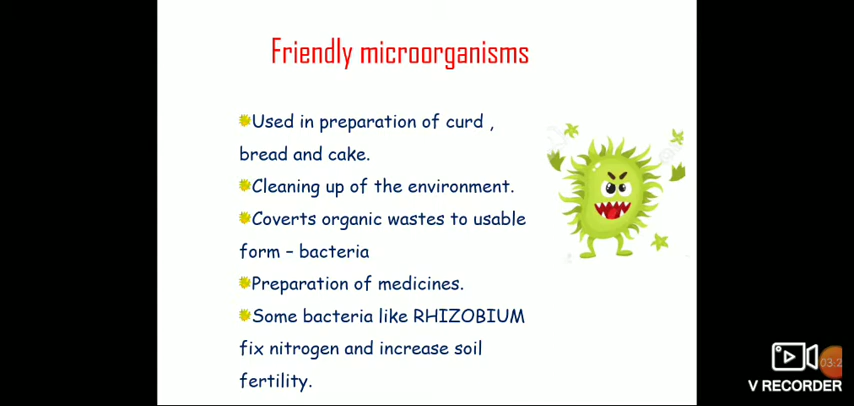 Friendly microorganisms
Used in preparation of curd ,
bread and cake.
Cleaning up of the environment.
Coverts organic wastes to usable
form – bacteria
Preparation of medicines.
Some bacteria like RHIZOBIUM
fix nitrogen and increase soil
fertility.
V RECORDER